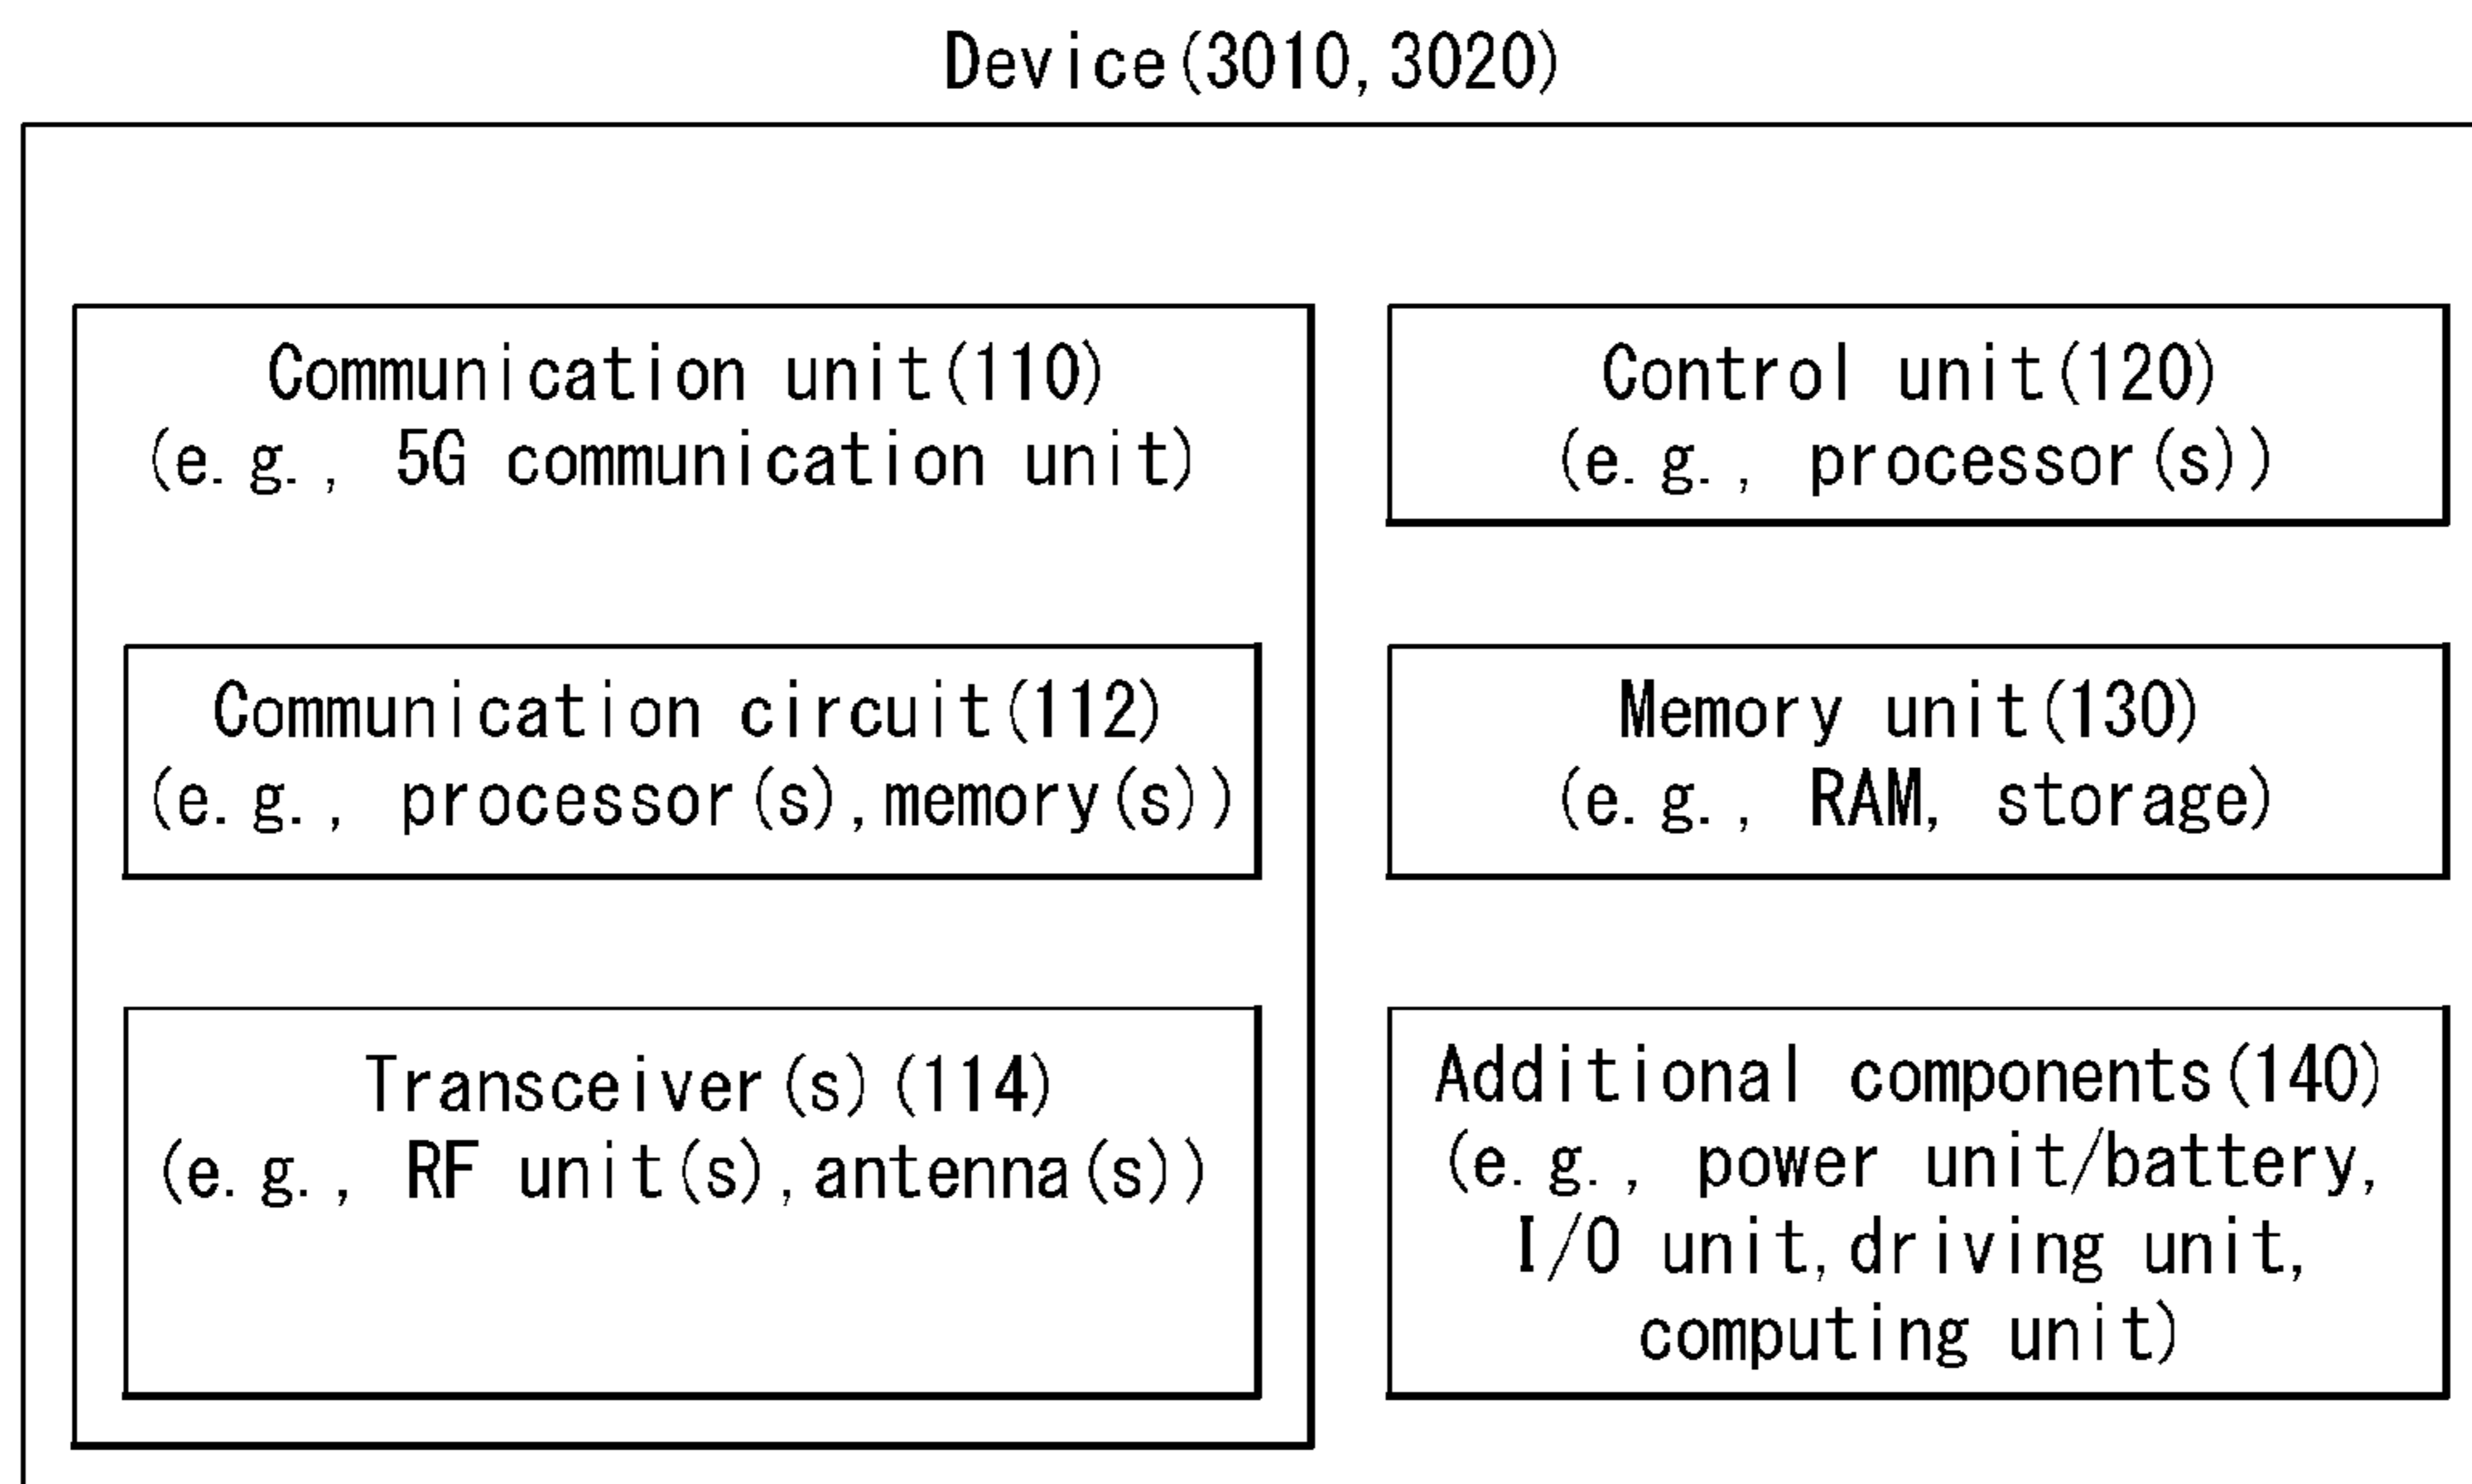 Device(3010,3020)
Communication unit(110)
(e.g., 5G communication unit)
Communication circuit(112)
(e.g., processor(s),memory(s))
Transceiver(s)(114)
(e.g., RF unit(s),antenna(s))
Control unit(120)
(e.g., processor(s))
Memory unit(130)
(e.g., RAM, storage)
Additional components(140)
(e.g., power unit/battery,
I/O unit,driving unit,
computing unit)